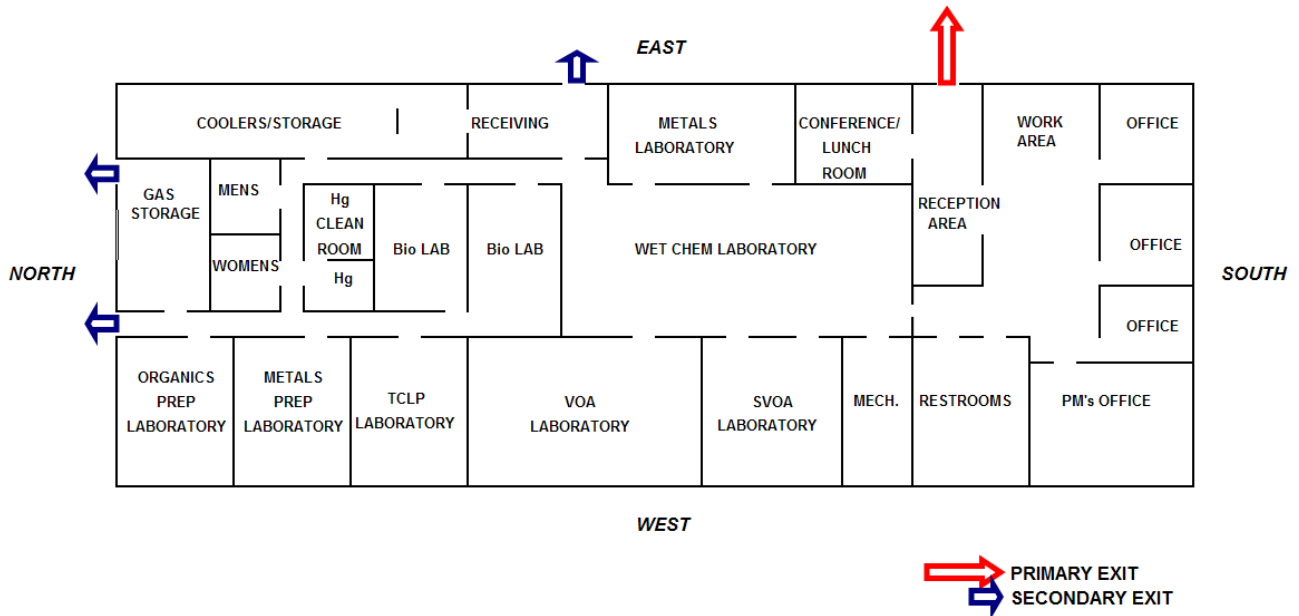 EAST
COOLERS/STORAGE
RECEIVING
METALS
LABORATORY
CONFERENCE/
LUNCH
ROOM
WORK
AREA
OFFICE
GAS
STORAGE
MENS
Hg
CLEAN
ROOM
Bio LAB
Bio LAB
WET CHEM LABORATORY
RECEPTION
AREA
OFFICE
NORTH
WOMENS
Hg
SOUTH
OFFICE
ORGANICS
PREP
LABORATORY
METALS
PREP
LABORATORY
TCLP
LABORATORY
VOA
LABORATORY
SVOA
LABORATORY
MECH.
RESTROOMS
PM's OFFICE
WEST
PRIMARY EXIT
SECONDARY EXIT